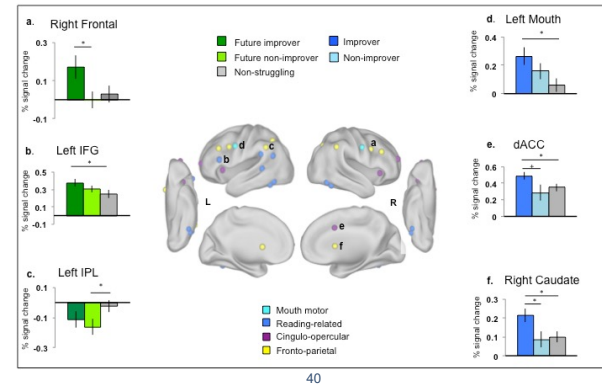 a. Right Frontal
% signal change
0.3
0.1
-0.1
*
b. Left IFG
% signal change
0.5
0.3
0.1
-0.1
*
c. Left IPL
% signal change
-0.1
-0.3
*
Future improver
Future non-improver
Non-struggling
Improver
Non-improver
d
c
b
a
L
R
e
f
Mouth motor
Reading-related
Cingulo-opercular
Fronto-parietal
d. Left Mouth
% signal change
0.4
0.2
0
*
e. dACC
% signal change
0.6
0.4
0.2
0
+
*
f. Right Caudate
% signal change
0.3
0.2
0.1
0
*
*
40